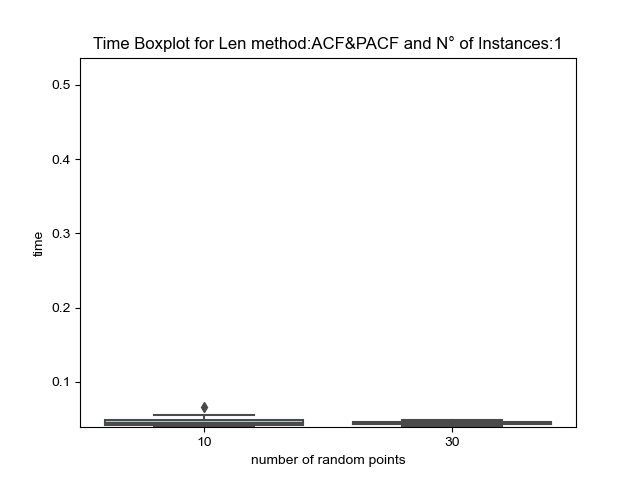 Time Boxplot for Len method:ACF&PACF and N° of Instances:1
0.5
0.4
0.3
0.2
0.1
time
10
30
number of random points